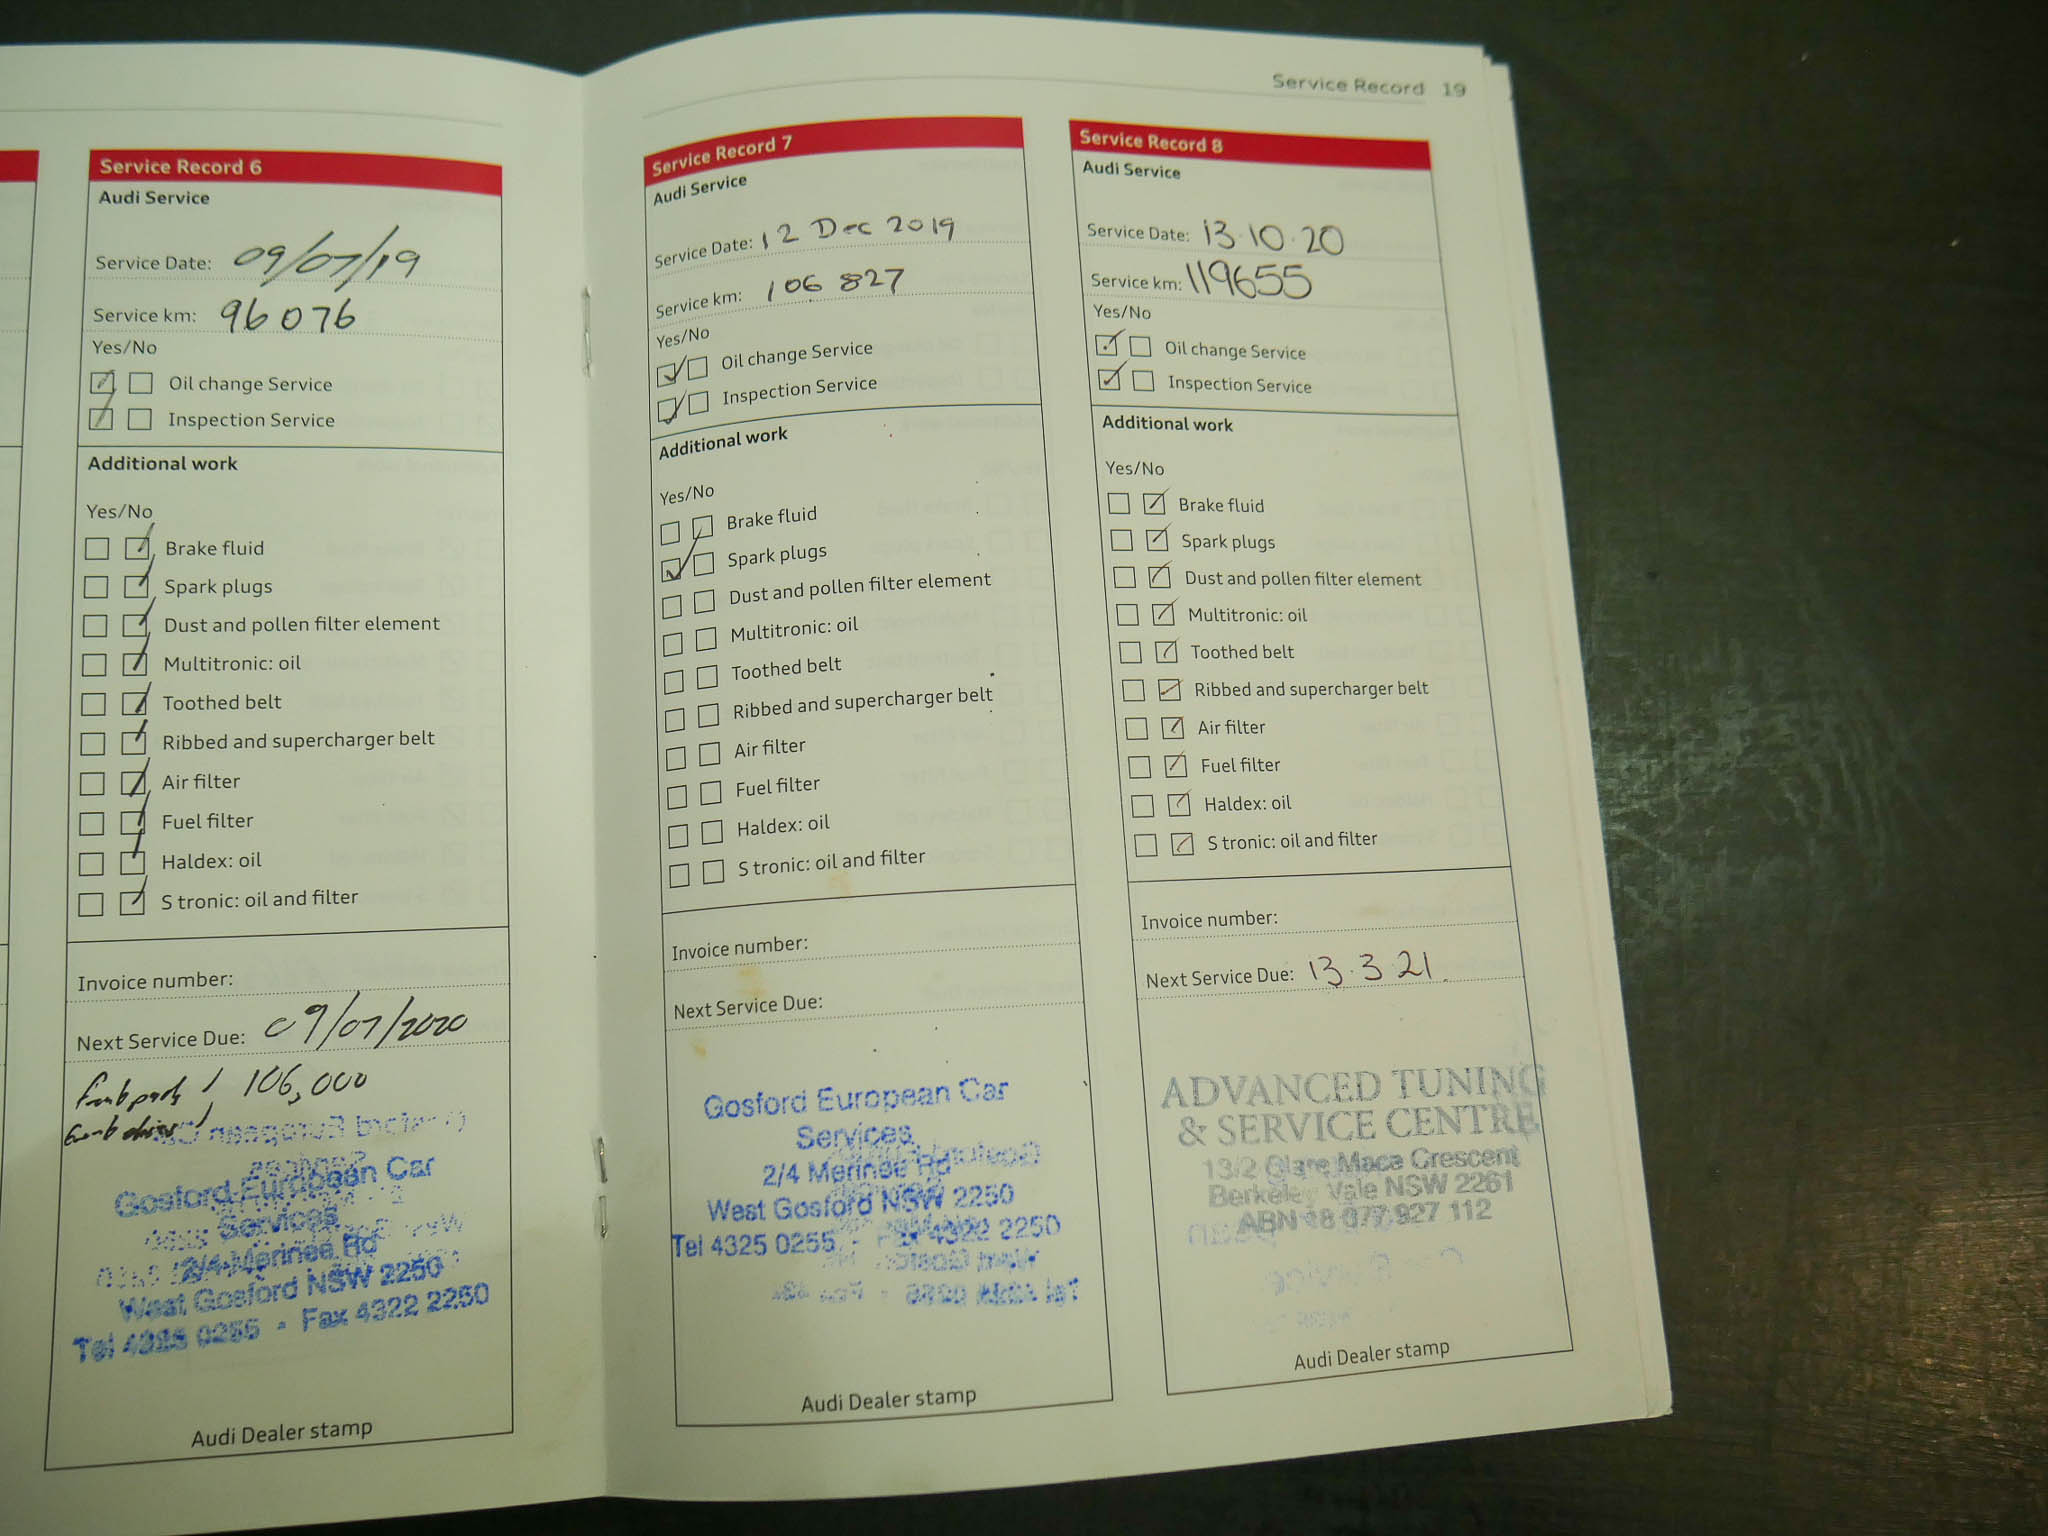 Service Record 19
Service Record 6
Audi Service
Service Date: 09/07/19
Service km: 96076
Yes/No
Oil change Service
Inspection Service
Additional work
Yes/No
Brake fluid
Spark plugs
Dust and pollen filter element
Multitronic: oil
Toothed belt
Ribbed and supercharger belt
Air filter
Fuel filter
Haldex: oil
S tronic: oil and filter
Invoice number:
Next Service Due: 09/07/2020
106,000
Gosford European Car
Services
2/4 Merinee Rd
West Gosford NSW 2250
Tel 4325 0255 - Fax 4322 2250
Audi Dealer stamp
Service Record 7
Audi Service
Service Date: 12 Dec 2019
Service km: 106 827
Yes/No
Oil change Service
Inspection Service
Additional work
Yes/No
Brake fluid
Spark plugs
Dust and pollen filter element
Multitronic: oil
Toothed belt
Ribbed and supercharger belt
Air filter
Fuel filter
Haldex: oil
S tronic: oil and filter
Invoice number:
Next Service Due:
Gosford European Car
Services
2/4 Merinee Rd
West Gosford NSW 2250
Tel 4325 0255 - Fax 4322 2250
Audi Dealer stamp
Service Record 8
Audi Service
Service Date: 13.10.20
Service km: 119655
Yes/No
Oil change Service
Inspection Service
Additional work
Yes/No
Brake fluid
Spark plugs
Dust and pollen filter element
Multitronic: oil
Toothed belt
Ribbed and supercharger belt
Air filter
Fuel filter
Haldex: oil
S tronic: oil and filter
Invoice number:
Next Service Due: 13.3.21.
ADVANCED TUNING
& SERVICE CENTRE
13/2 Mace Crescent
Berkeley Vale NSW 2261
ABN 18 077 927 112
Audi Dealer stamp